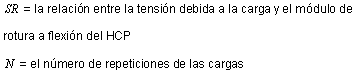 SR = la relación entre la tensión debida a la carga y el módulo de
rotura a flexión del HCP
N = el número de repeticiones de las cargas